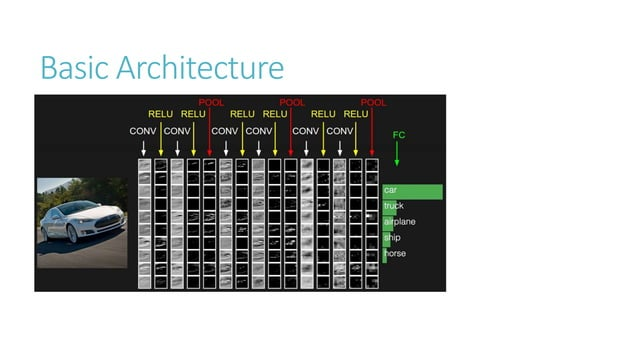 Basic Architecture
POOL POOL POOL
RELU RELU RELU RELU RELU RELU
CONV CONV CONV CONV CONV CONV
FC
car
truck
airplane
ship
horse